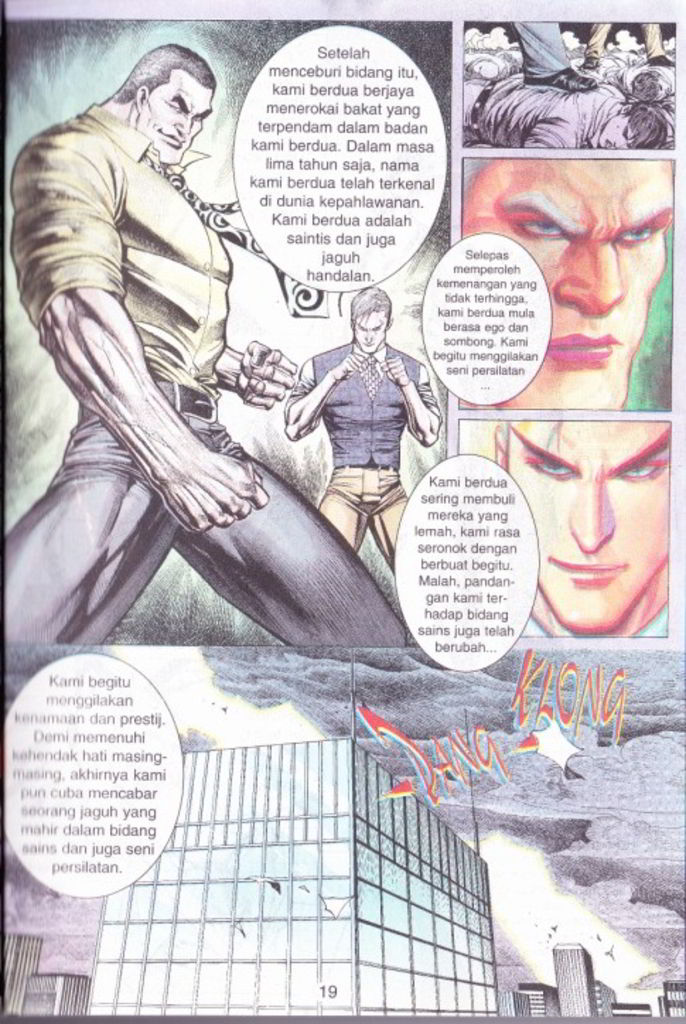 Setelah
menceburi bidang itu,
kami berdua berjaya
menerokai bakat yang
terpendam dalam badan
kami berdua. Dalam masa
lima tahun saja, nama
kami berdua telah terkenal
di dunia kepahlawanan.
Kami berdua adalah
saintis dan juga
jaguh
handalan.
Selepas
memperoleh
kemenangan yang
tidak terhingga,
kami berdua mula
berasa ego dan
sombong. Kami
begitu menggilakan
seni persilatan
...
Kami berdua
sering membuli
mereka yang
lemah, kami rasa
seronok dengan
berbuat begitu.
Malah, pandan-
gan kami ter-
hadap bidang
sains juga telah
berubah...
Kami begitu
menggilakan
kenamaan dan prestij.
Demi memenuhi
kehendak hati masing-
masing, akhirnya kami
pun cuba mencabar
seorang jaguh yang
mahir dalam bidang
sains dan juga seni
persilatan.
DANG
KLONG
19